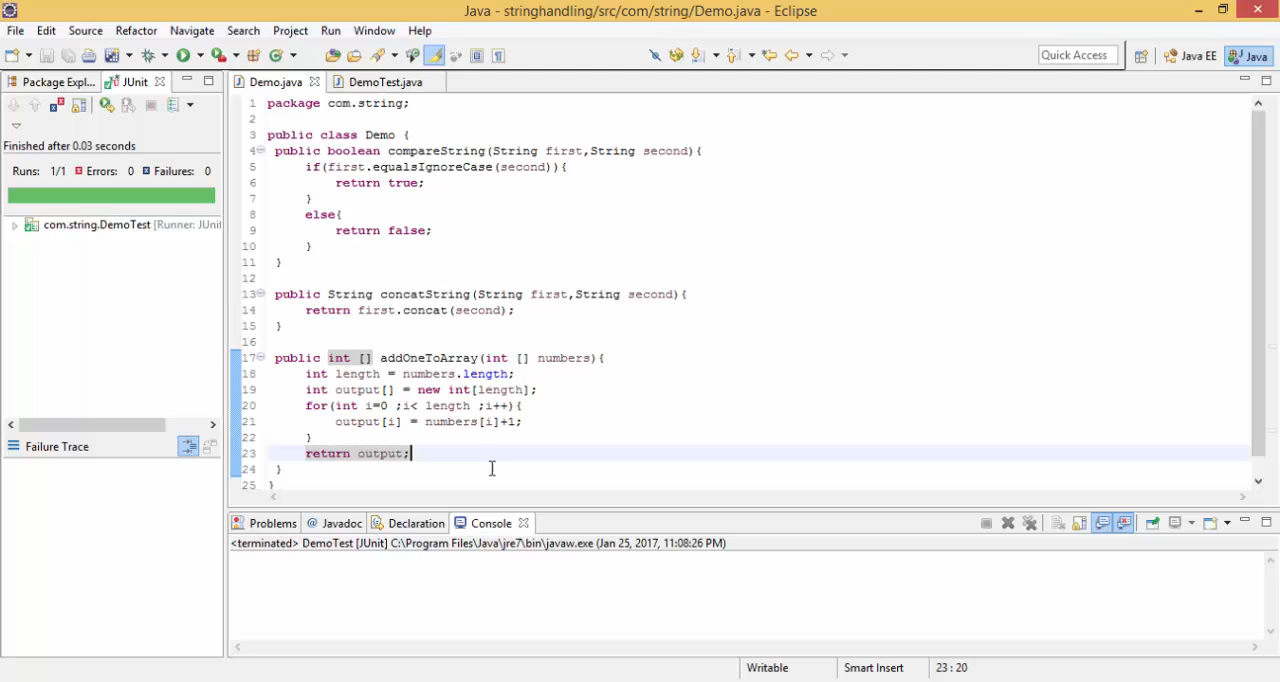 Java - stringhandling/src/com/string/Demo.java - Eclipse
File Edit Source Refactor Navigate Search Project Run Window Help
Quick Access Java EE Java
Package Expl... JUnit
Demo.java DemoTest.java
Finished after 0.03 seconds
Runs: 1/1 Errors: 0 Failures: 0
com.string.DemoTest [Runner: JUnit
Failure Trace
1 package com.string;
2
3 public class Demo {
4 public boolean compareString(String first,String second){
5 if(first.equalsIgnoreCase(second)){
6 return true;
7 }
8 else{
9 return false;
10 }
11 }
12
13 public String concatString(String first,String second){
14 return first.concat(second);
15 }
16
17 public int [] addOneToArray(int [] numbers){
18 int length = numbers.length;
19 int output[] = new int[length];
20 for(int i=0 ;i< length ;i++){
21 output[i] = numbers[i]+1;
22 }
23 return output;
24 }
25 }
Problems @ Javadoc Declaration Console
<terminated> DemoTest [JUnit] C:\Program Files\Java\jre7\bin\javaw.exe (Jan 25, 2017, 11:08:26 PM)
Writable Smart Insert 23 : 20